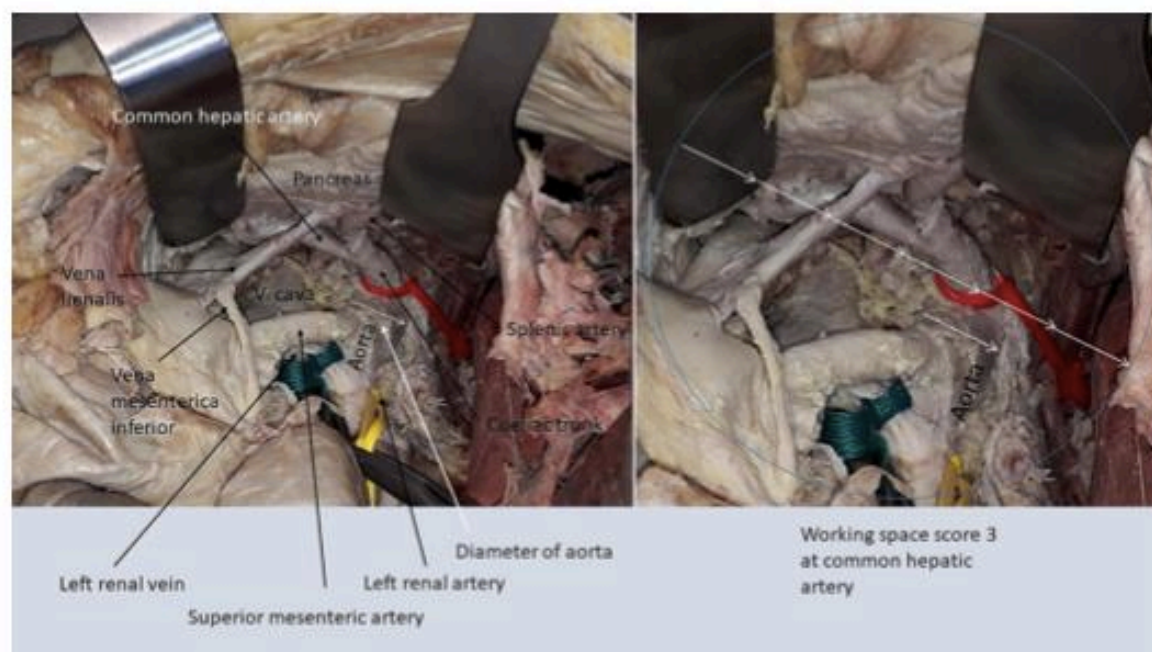 Common hepatic artery
Pancreas
Vena
lienalis
V. cava
Splenic artery
Aorta
Vena
mesenterica
inferior
Coeliac trunk
Diameter of aorta
Left renal vein
Left renal artery
Superior mesenteric artery
Aorta
Working space score 3
at common hepatic
artery